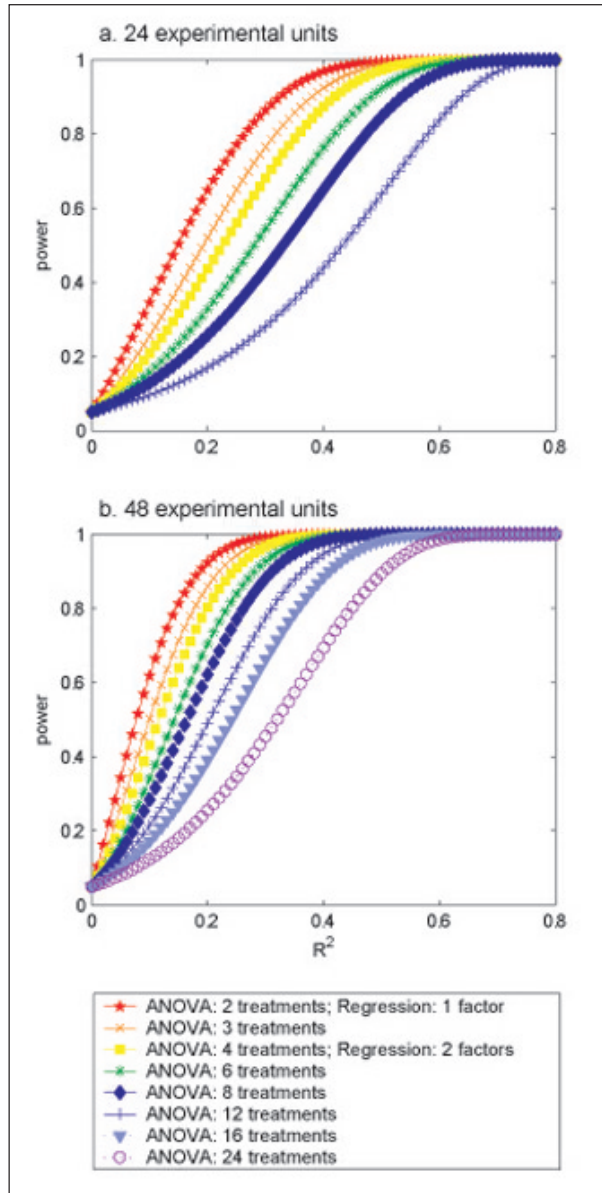 a. 24 experimental units
1
0.8
0.6
0.4
0.2
0
power
0 0.2 0.4 0.6 0.8
b. 48 experimental units
1
0.8
0.6
0.4
0.2
0
power
0 0.2 0.4 0.6 0.8
R²
ANOVA: 2 treatments; Regression: 1 factor
ANOVA: 3 treatments
ANOVA: 4 treatments; Regression: 2 factors
ANOVA: 6 treatments
ANOVA: 8 treatments
ANOVA: 12 treatments
ANOVA: 16 treatments
ANOVA: 24 treatments